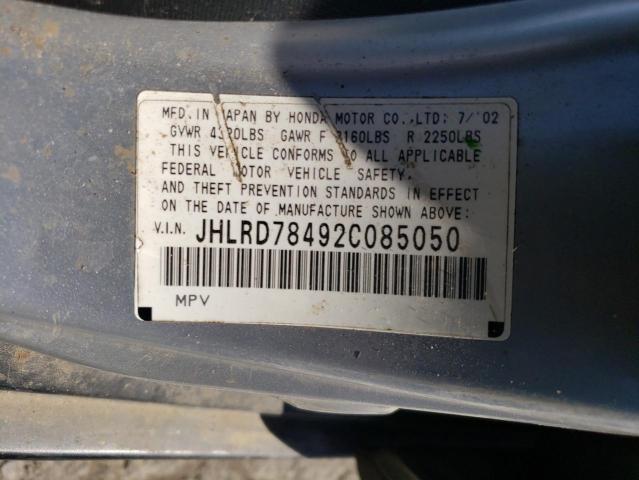 MFD. IN JAPAN BY HONDA MOTOR CO., LTD: 7/'02
GVWR LBS GAWR F LBS R 2250LBS
THIS VEHICLE CONFORMS TO ALL APPLICABLE
FEDERAL MOTOR VEHICLE SAFETY,
AND THEFT PREVENTION STANDARDS IN EFFECT
ON THE DATE OF MANUFACTURE SHOWN ABOVE:
V.I.N. JHLRD78492C085050
MPV